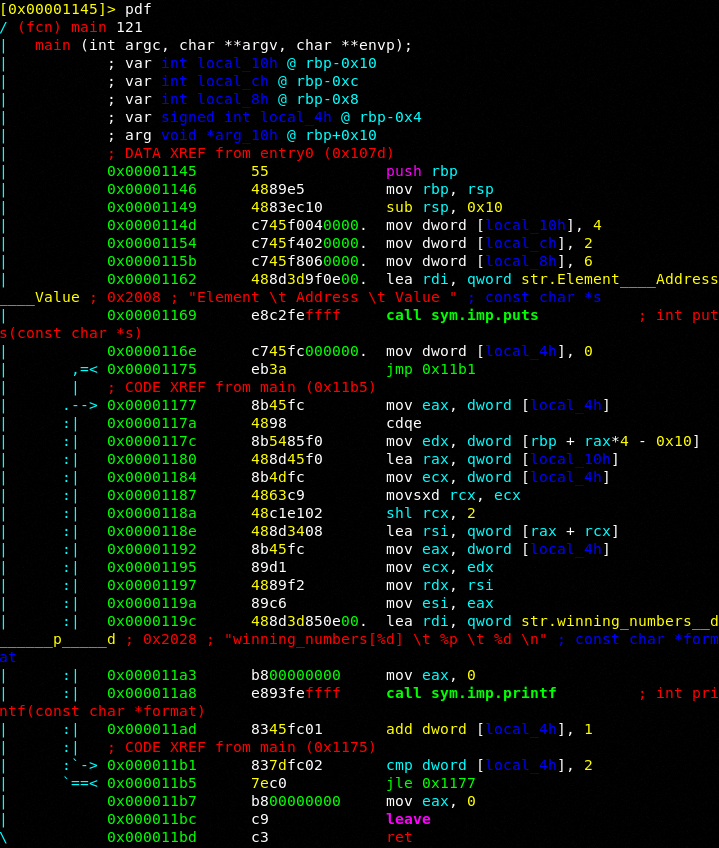 [0x00001145]> pdf
/ (fcn) main 121
|   main (int argc, char **argv, char **envp);
|           ; var int local_10h @ rbp-0x10
|           ; var int local_ch @ rbp-0xc
|           ; var int local_8h @ rbp-0x8
|           ; var signed int local_4h @ rbp-0x4
|           ; arg void *arg_10h @ rbp+0x10
|           ; DATA XREF from entry0 (0x107d)
|           0x00001145      55             push rbp
|           0x00001146      4889e5         mov rbp, rsp
|           0x00001149      4883ec10       sub rsp, 0x10
|           0x0000114d      c745f0040000.  mov dword [local_10h], 4
|           0x00001154      c745f4020000.  mov dword [local_ch], 2
|           0x0000115b      c745f8060000.  mov dword [local_8h], 6
|           0x00001162      488d3d9f0e00.  lea rdi, qword str.Element____Address
____Value ; 0x2008 ; "Element \t Address \t Value " ; const char *s
|           0x00001169      e8c2feffff     call sym.imp.puts           ; int put
s(const char *s)
|           0x0000116e      c745fc000000.  mov dword [local_4h], 0
|       ,=< 0x00001175      eb3a           jmp 0x11b1
|       |   ; CODE XREF from main (0x11b5)
|      .--> 0x00001177      8b45fc         mov eax, dword [local_4h]
|      :|   0x0000117a      4898           cdqe
|      :|   0x0000117c      8b5485f0       mov edx, dword [rbp + rax*4 - 0x10]
|      :|   0x00001180      488d45f0       lea rax, qword [local_10h]
|      :|   0x00001184      8b4dfc         mov ecx, dword [local_4h]
|      :|   0x00001187      4863c9         movsxd rcx, ecx
|      :|   0x0000118a      48c1e102       shl rcx, 2
|      :|   0x0000118e      488d3408       lea rsi, qword [rax + rcx]
|      :|   0x00001192      8b45fc         mov eax, dword [local_4h]
|      :|   0x00001195      89d1           mov ecx, edx
|      :|   0x00001197      4889f2         mov rdx, rsi
|      :|   0x0000119a      89c6           mov esi, eax
|      :|   0x0000119c      488d3d850e00.  lea rdi, qword str.winning_numbers__d
______p_____d ; 0x2028 ; "winning_numbers[%d] \t %p \t %d \n" ; const char *form
at
|      :|   0x000011a3      b800000000     mov eax, 0
|      :|   0x000011a8      e893feffff     call sym.imp.printf         ; int pri
ntf(const char *format)
|      :|   0x000011ad      8345fc01       add dword [local_4h], 1
|      :|   ; CODE XREF from main (0x1175)
|      :`-> 0x000011b1      837dfc02       cmp dword [local_4h], 2
|      `==< 0x000011b5      7ec0           jle 0x1177
|           0x000011b7      b800000000     mov eax, 0
|           0x000011bc      c9             leave
\           0x000011bd      c3             ret